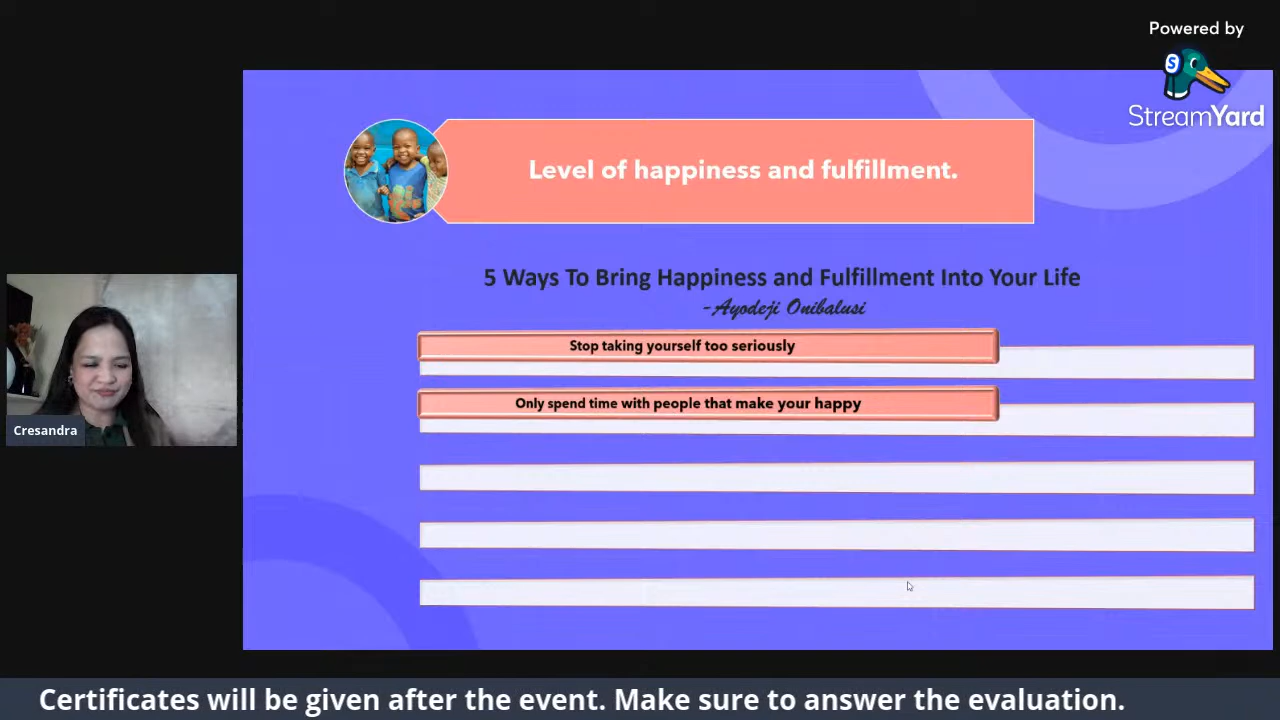 Powered by
StreamYard
Level of happiness and fulfillment.
5 Ways To Bring Happiness and Fulfillment Into Your Life
-Ayodeji Onibalusi
Stop taking yourself too seriously
Only spend time with people that make your happy
Cresandra
Certificates will be given after the event. Make sure to answer the evaluation.